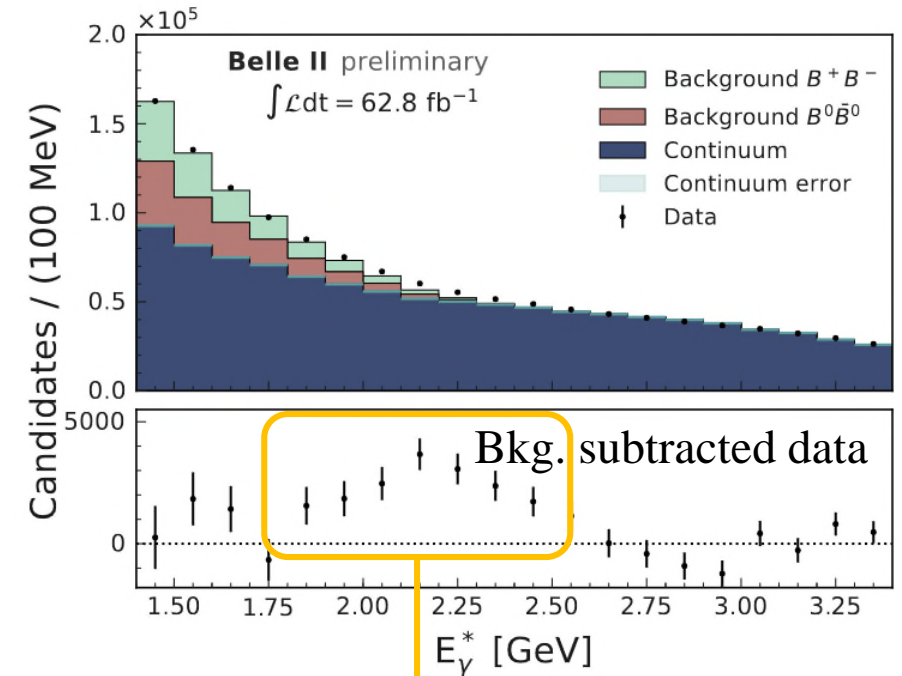 ×10⁵
2.0
1.5
1.0
0.5
0.0
Candidates / (100 MeV)
Belle II preliminary
∫ℒdt = 62.8 fb⁻¹
Background B⁺B⁻
Background B⁰B̄⁰
Continuum
Continuum error
Data
5000
0
Bkg. subtracted data
1.50 1.75 2.00 2.25 2.50 2.75 3.00 3.25
E*γ [GeV]